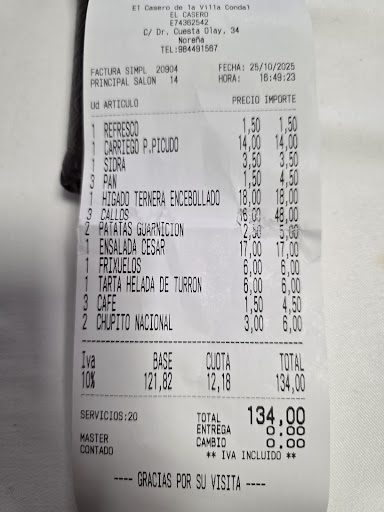 El Casero de la Villa Condal
EL CASERO
E74362542
C/ Dr. Cuesta Olay, 34
Noreña
TEL:984491567
FACTURA SIMPL 20904 FECHA: 25/10/2025
PRINCIPAL SALON 14 HORA: 16:49:23
Ud ARTICULO PRECIO IMPORTE
1 REFRESCO 1,50 1,50
1 CARRIEGO P.PICUDO 14,00 14,00
1 SIDRA 3,50 3,50
3 PAN 1,50 4,50
1 HIGADO TERNERA ENCEBOLLADO 18,00 18,00
3 CALLOS 16,00 48,00
2 PATATAS GUARNICION 2,50 5,00
1 ENSALADA CESAR 17,00 17,00
1 FRIXUELOS 6,00 6,00
1 TARTA HELADA DE TURRON 6,00 6,00
3 CAFE 1,50 4,50
2 CHUPITO NACIONAL 3,00 6,00
Iva BASE CUOTA TOTAL
10% 121,82 12,18 134,00
SERVICIOS:20 TOTAL 134,00
ENTREGA 0,00
MASTER CAMBIO 0,00
CONTADO ** IVA INCLUIDO **
---- GRACIAS POR SU VISITA ----